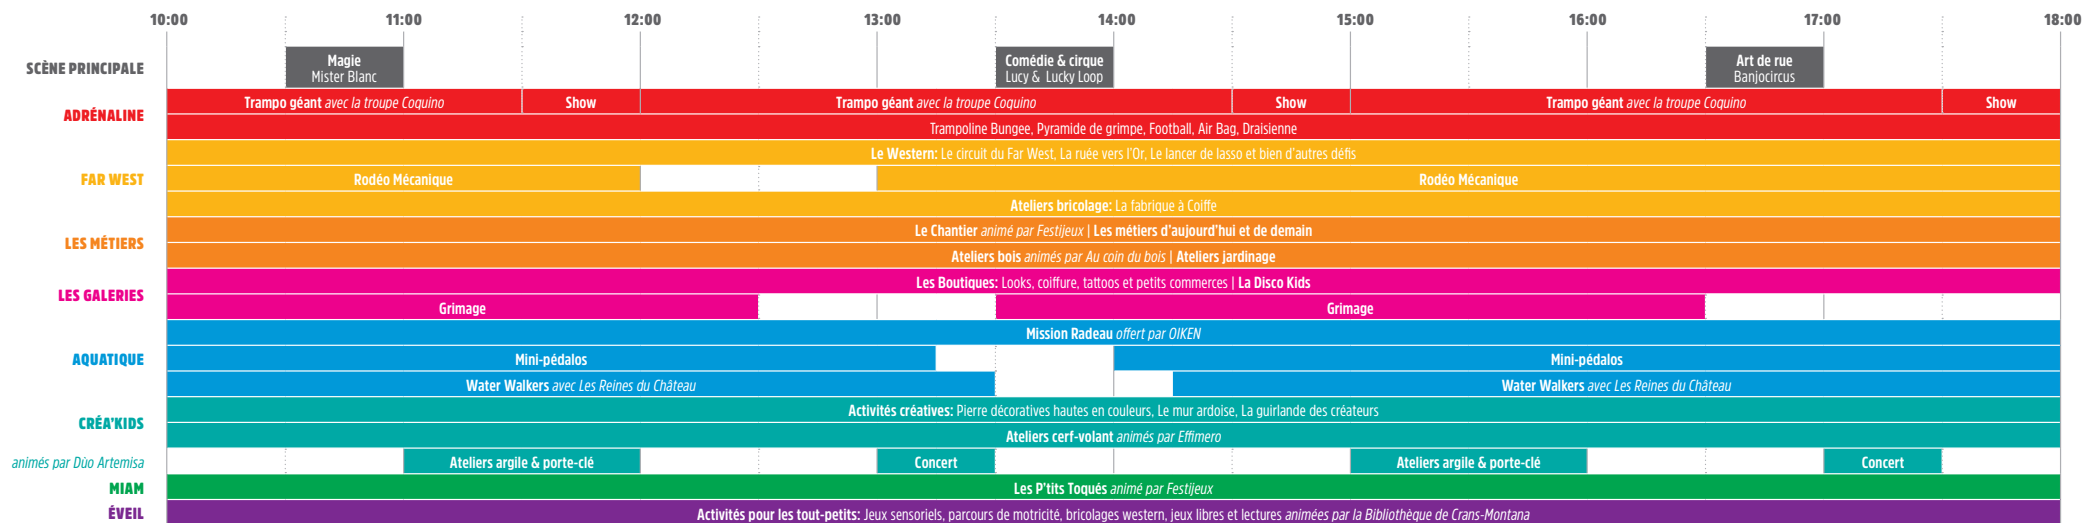 10:00 11:00 12:00 13:00 14:00 15:00 16:00 17:00 18:00
SCÈNE PRINCIPALE
Magie
Mister Blanc
Comédie & cirque
Lucy & Lucky Loop
Art de rue
Banjocircus
ADRÉNALINE
Trampo géant avec la troupe Coquino Show Trampo géant avec la troupe Coquino Show Trampo géant avec la troupe Coquino Show
Trampoline Bungee, Pyramide de grimpe, Football, Air Bag, Draisienne
FAR WEST
Le Western: Le circuit du Far West, La ruée vers l'Or, Le lancer de lasso et bien d'autres défis
Rodéo Mécanique Rodéo Mécanique
Ateliers bricolage: La fabrique à Coiffe
LES MÉTIERS
Le Chantier animé par Festijeux | Les métiers d'aujourd'hui et de demain
Ateliers bois animés par Au coin du bois | Ateliers jardinage
LES GALERIES
Les Boutiques: Looks, coiffure, tattoos et petits commerces | La Disco Kids
Grimage Grimage
AQUATIQUE
Mission Radeau offert par OIKEN
Mini-pédalos Mini-pédalos
Water Walkers avec Les Reines du Château Water Walkers avec Les Reines du Château
CRÉA'KIDS
Activités créatives: Pierre décoratives hautes en couleurs, Le mur ardoise, La guirlande des créateurs
Ateliers cerf-volant animés par Effimero
animés par Dùo Artemisa Ateliers argile & porte-clé Concert Ateliers argile & porte-clé Concert
MIAM Les P'tits Toqués animé par Festijeux
ÉVEIL Activités pour les tout-petits: Jeux sensoriels, parcours de motricité, bricolages western, jeux libres et lectures animées par la Bibliothèque de Crans-Montana